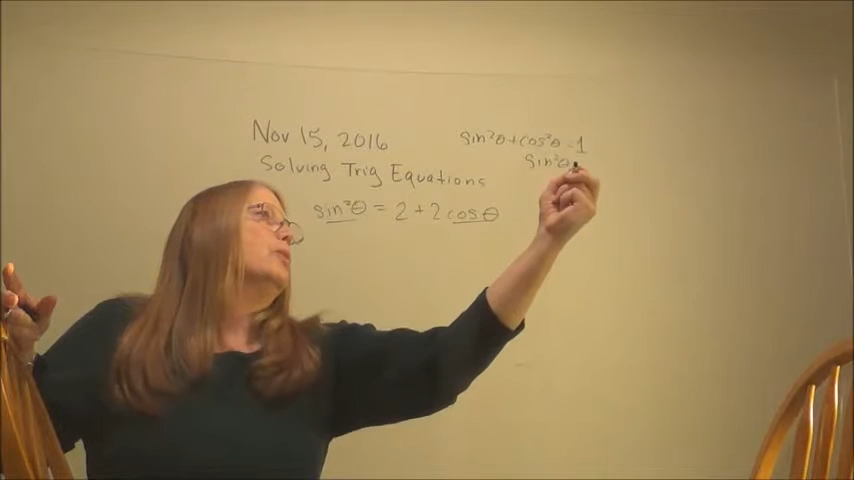 Nov 15, 2016
Solving Trig Equations
sin²θ = 2 + 2 cos θ
sin²θ + cos²θ = 1
sin²θ